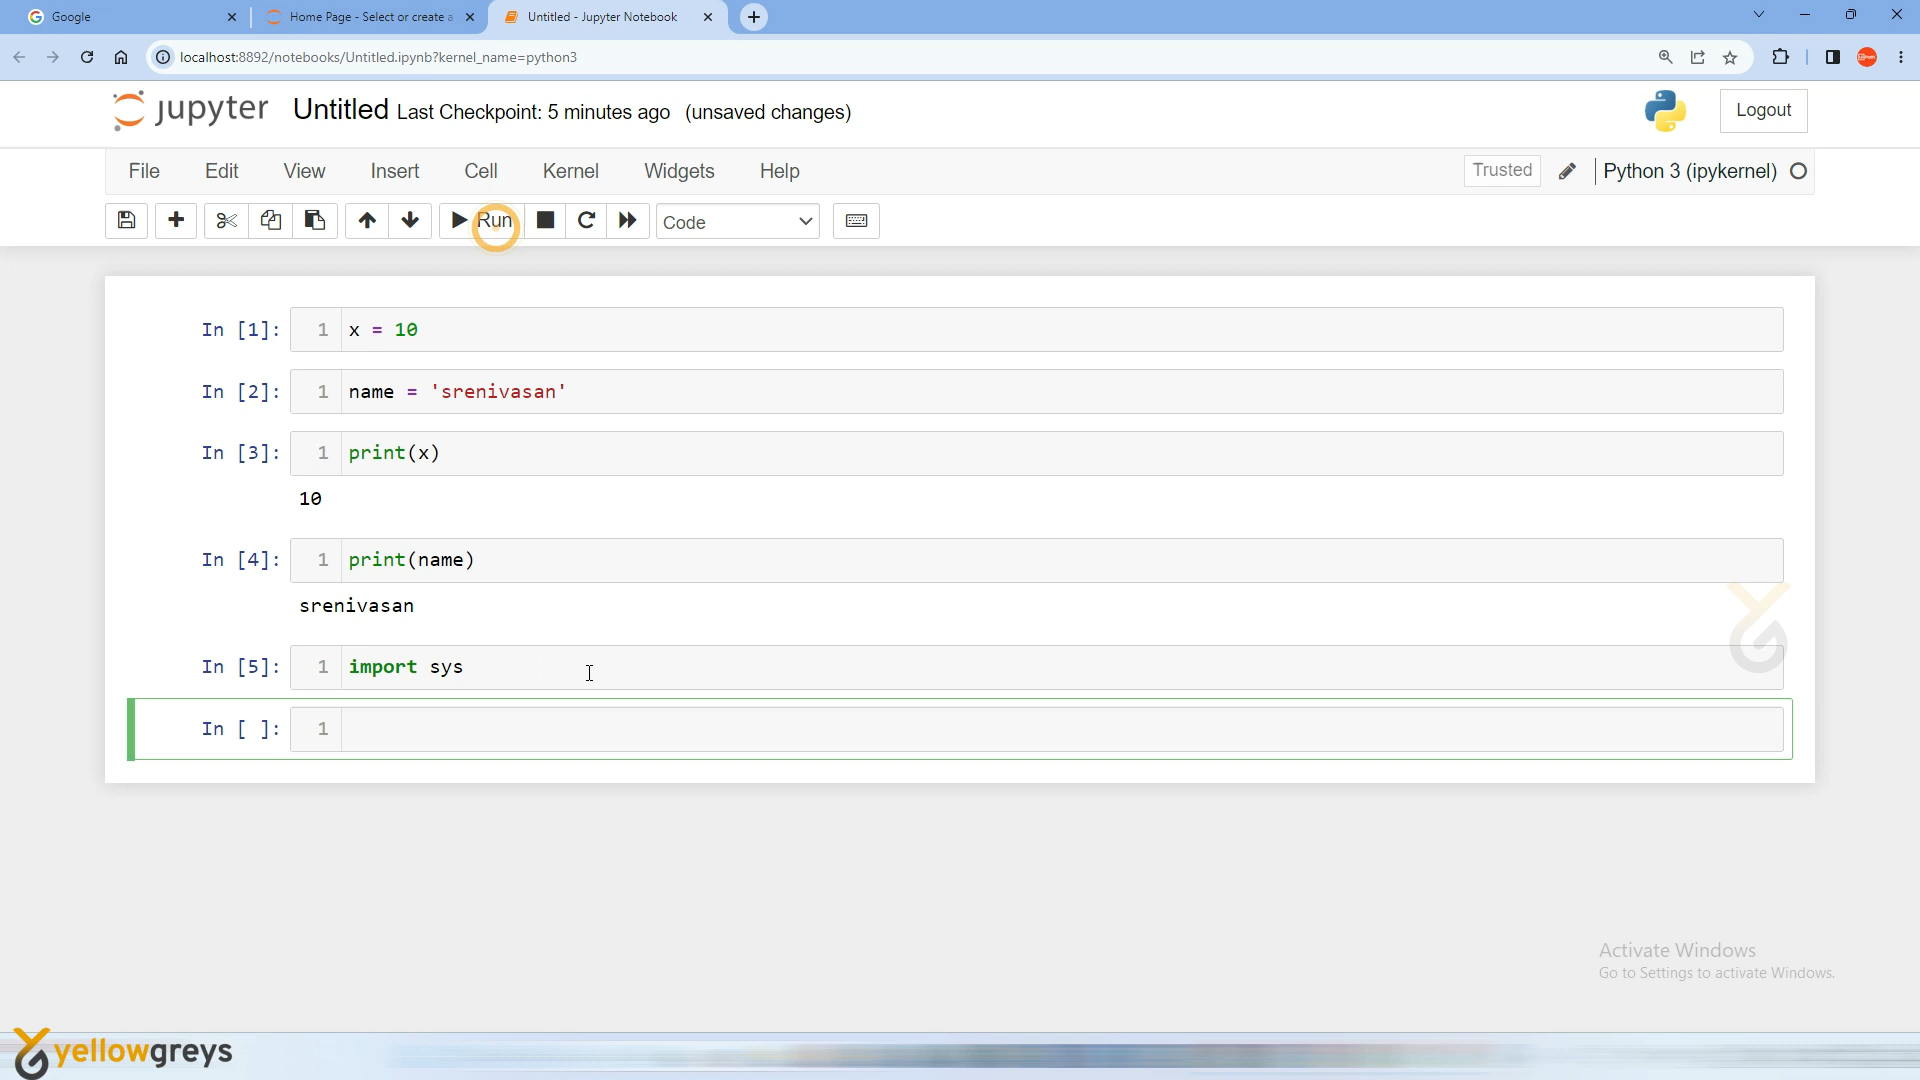 Google
Home Page - Select or create a
Untitled - Jupyter Notebook
localhost:8892/notebooks/Untitled.ipynb?kernel_name=python3
jupyter Untitled Last Checkpoint: 5 minutes ago (unsaved changes)
Logout
File Edit View Insert Cell Kernel Widgets Help
Trusted
Python 3 (ipykernel)
Run
Code
In [1]: 1 x = 10
In [2]: 1 name = 'srenivasan'
In [3]: 1 print(x)
10
In [4]: 1 print(name)
srenivasan
In [5]: 1 import sys
In [ ]: 1
Activate Windows
Go to Settings to activate Windows.
yellowgreys